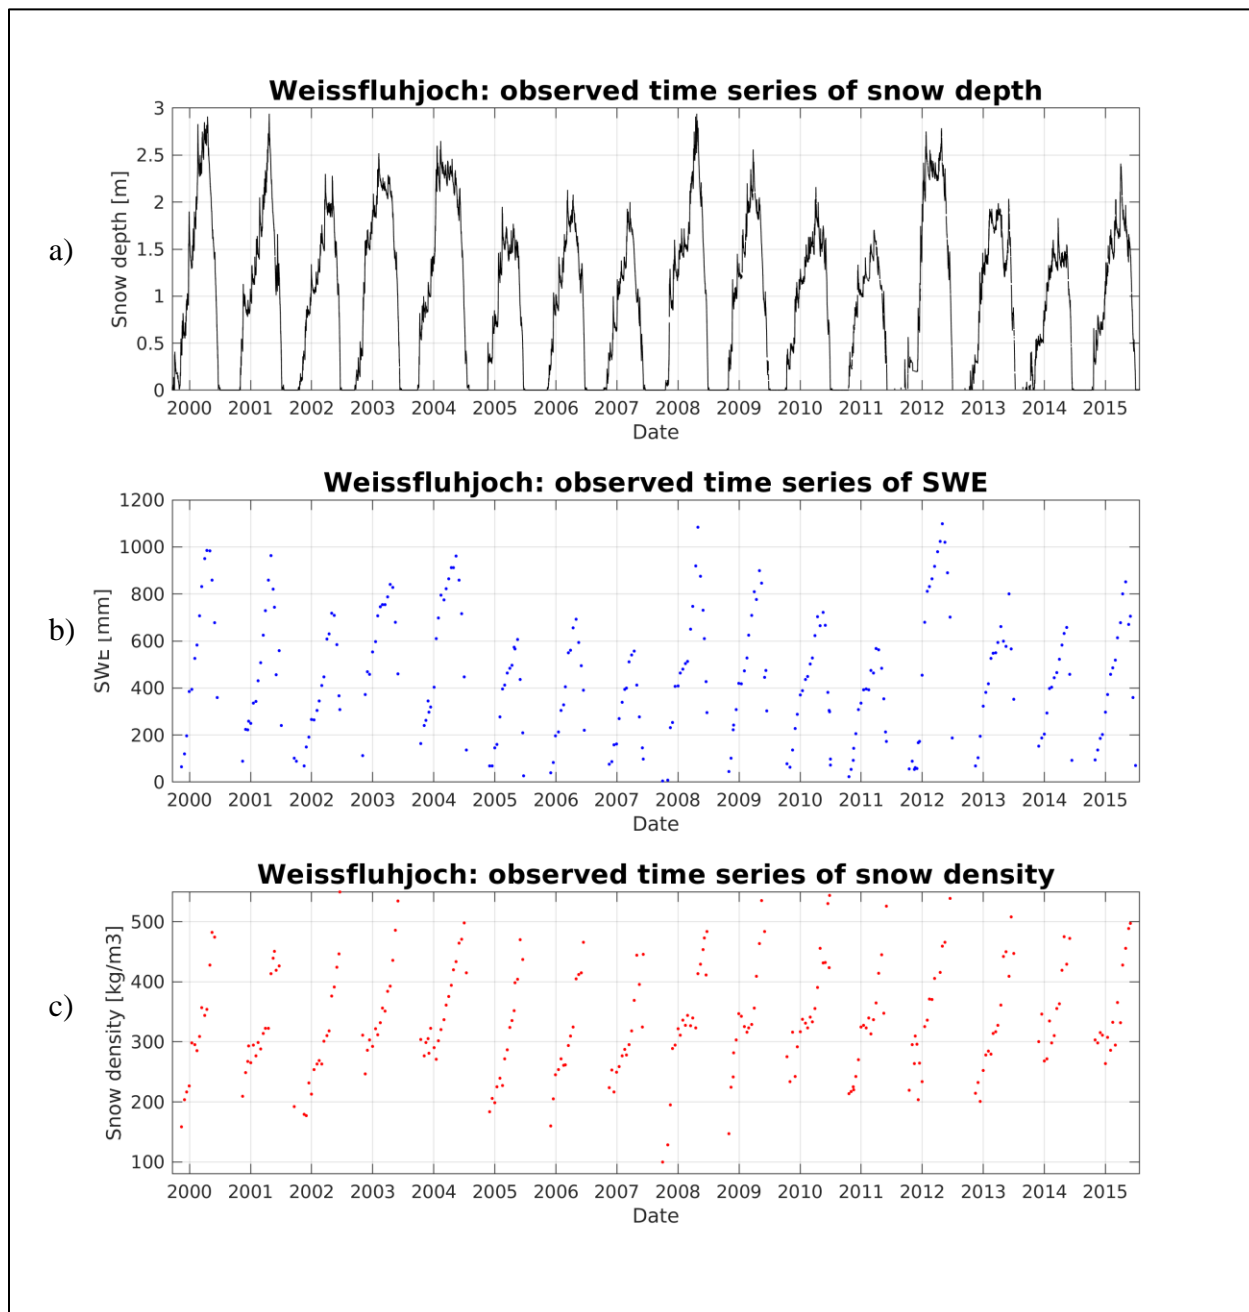 Weissfluhjoch: observed time series of snow depth
3
2.5
2
1.5
1
0.5
0
Snow depth [m]
a)
2000 2001 2002 2003 2004 2005 2006 2007 2008 2009 2010 2011 2012 2013 2014 2015
Date
Weissfluhjoch: observed time series of SWE
1200
1000
800
600
400
200
0
SWE [mm]
b)
2000 2001 2002 2003 2004 2005 2006 2007 2008 2009 2010 2011 2012 2013 2014 2015
Date
Weissfluhjoch: observed time series of snow density
500
400
300
200
100
Snow density [kg/m3]
c)
2000 2001 2002 2003 2004 2005 2006 2007 2008 2009 2010 2011 2012 2013 2014 2015
Date